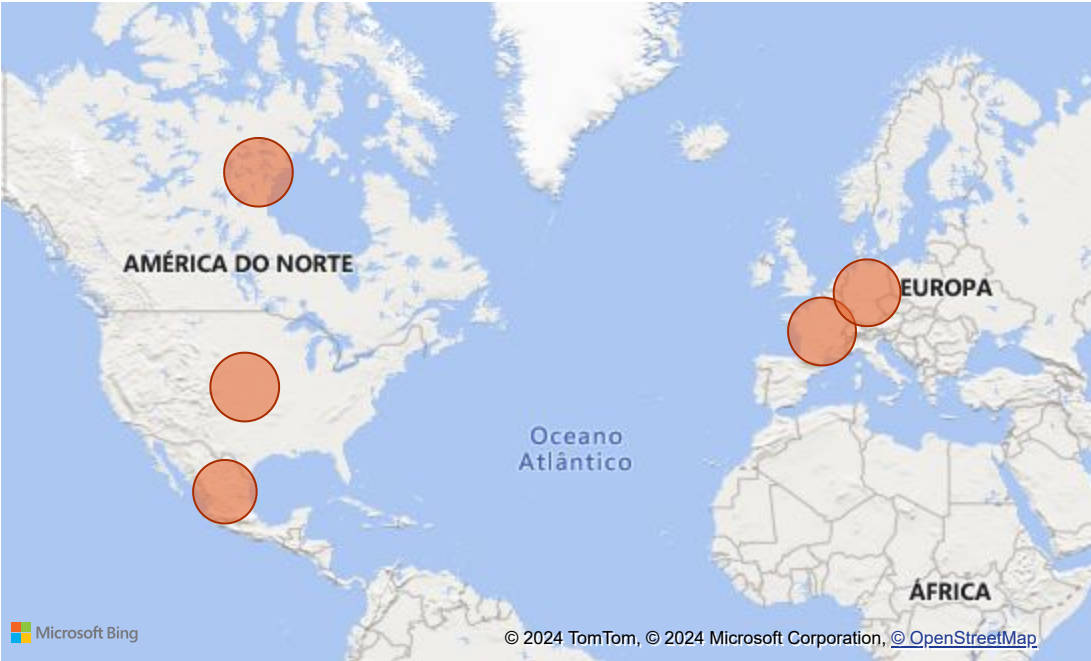 AMÉRICA DO NORTE
EUROPA
Oceano
Atlântico
ÁFRICA
Microsoft Bing
© 2024 TomTom, © 2024 Microsoft Corporation, © OpenStreetMap